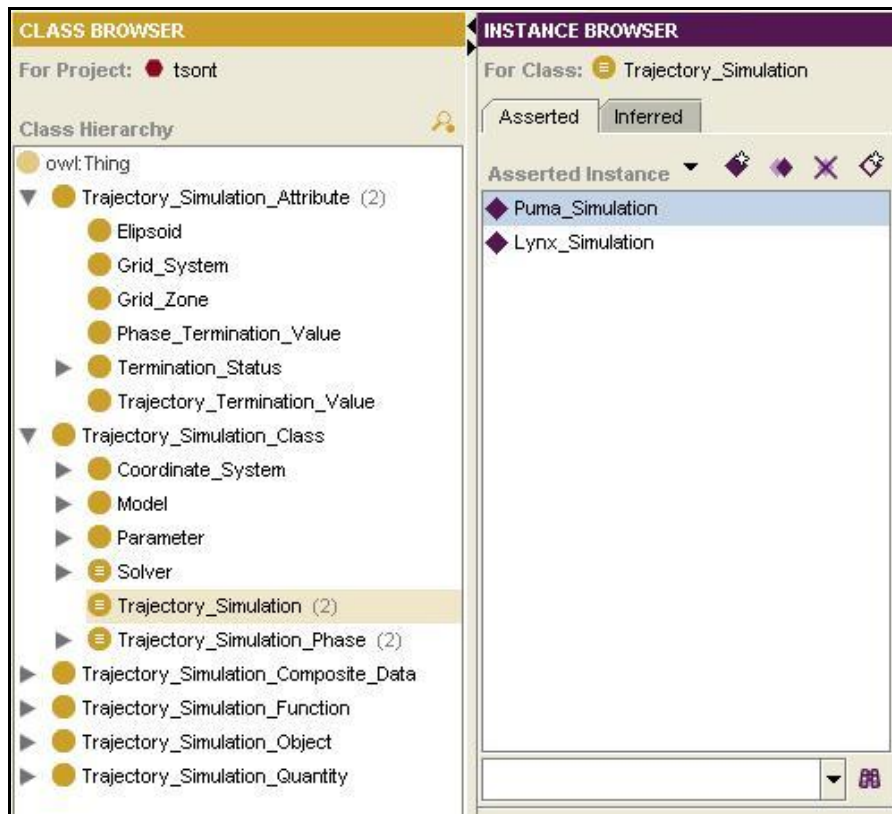 CLASS BROWSER
For Project: tsont
Class Hierarchy
owl:Thing
Trajectory_Simulation_Attribute (2)
Elipsoid
Grid_System
Grid_Zone
Phase_Termination_Value
Termination_Status
Trajectory_Termination_Value
Trajectory_Simulation_Class
Coordinate_System
Model
Parameter
Solver
Trajectory_Simulation (2)
Trajectory_Simulation_Phase (2)
Trajectory_Simulation_Composite_Data
Trajectory_Simulation_Function
Trajectory_Simulation_Object
Trajectory_Simulation_Quantity
INSTANCE BROWSER
For Class: Trajectory_Simulation
Asserted Inferred
Asserted Instance
Puma_Simulation
Lynx_Simulation